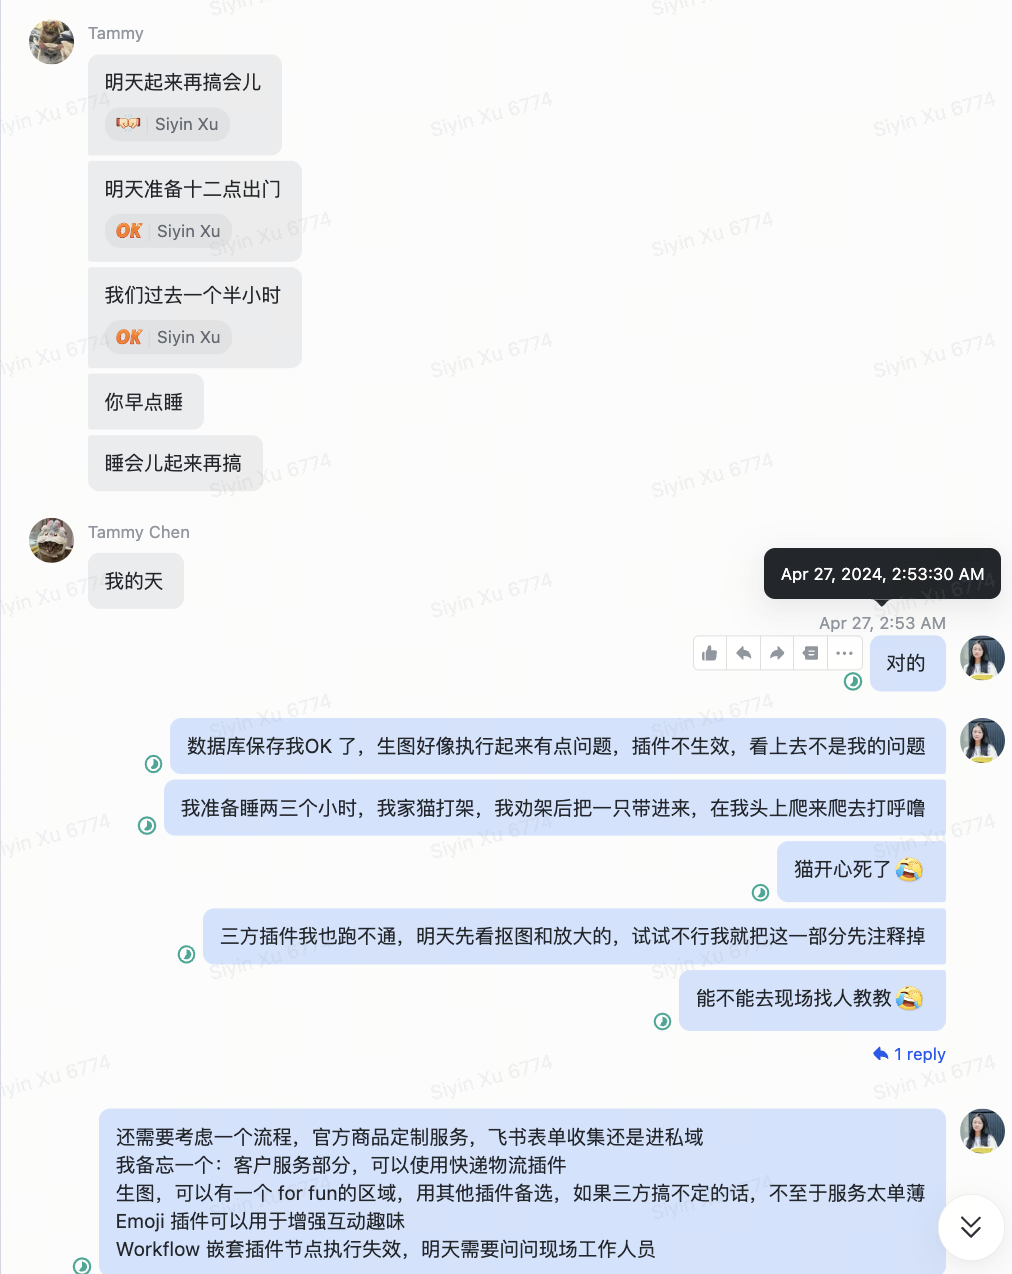 Tammy
明天起来再搞会儿
Siyin Xu
明天准备十二点出门
OK Siyin Xu
我们过去一个半小时
OK Siyin Xu
你早点睡
睡会儿起来再搞
Tammy Chen
我的天
Apr 27, 2024, 2:53:30 AM
Apr 27, 2:53 AM
对的
数据库保存我OK 了，生图好像执行起来有点问题，插件不生效，看上去不是我的问题
我准备睡两三个小时，我家猫打架，我劝架后把一只带进来，在我头上爬来爬去打呼噜
猫开心死了😂
三方插件我也跑不通，明天先看抠图和放大的，试试不行我就把这一部分先注释掉
能不能去现场找人教教😂
1 reply
还需要考虑一个流程，官方商品定制服务，飞书表单收集还是进私域
我备忘一个：客户服务部分，可以使用快递物流插件
生图，可以有一个 for fun的区域，用其他插件备选，如果三方搞不定的话，不至于服务太单薄
Emoji 插件可以用于增强互动趣味
Workflow 嵌套插件节点执行失效，明天需要问问现场工作人员
Siyin Xu 6774